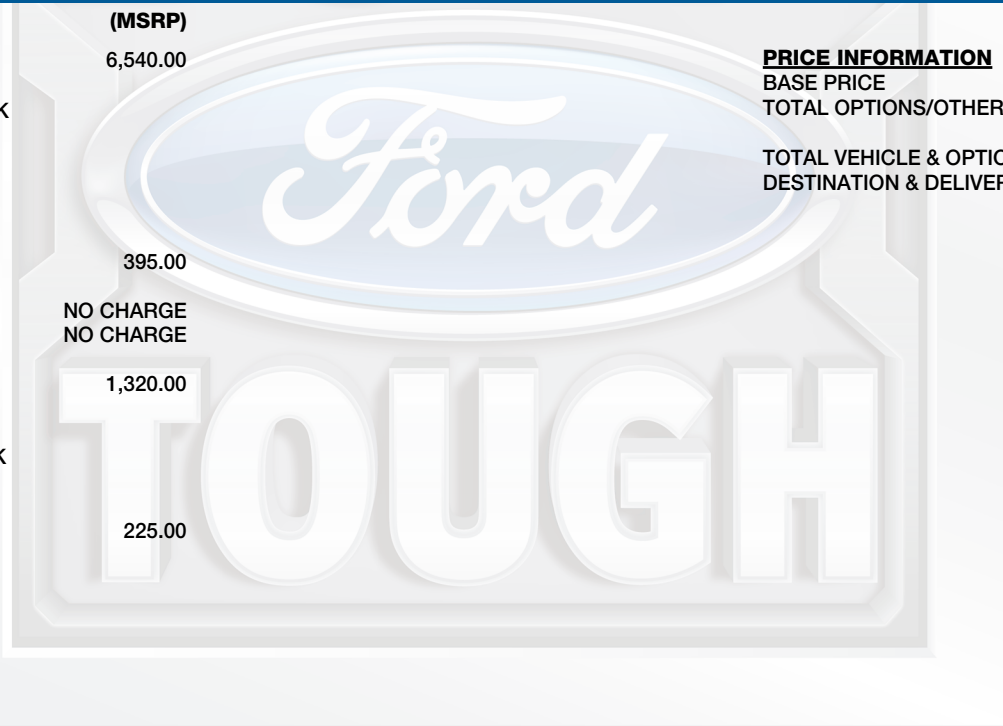 (MSRP)
6,540.00
K
395.00
NO CHARGE
NO CHARGE
1,320.00
K
225.00
PRICE INFORMATION
BASE PRICE
TOTAL OPTIONS/OTHER
TOTAL VEHICLE & OPTIO
DESTINATION & DELIVER
Ford
TOUGH